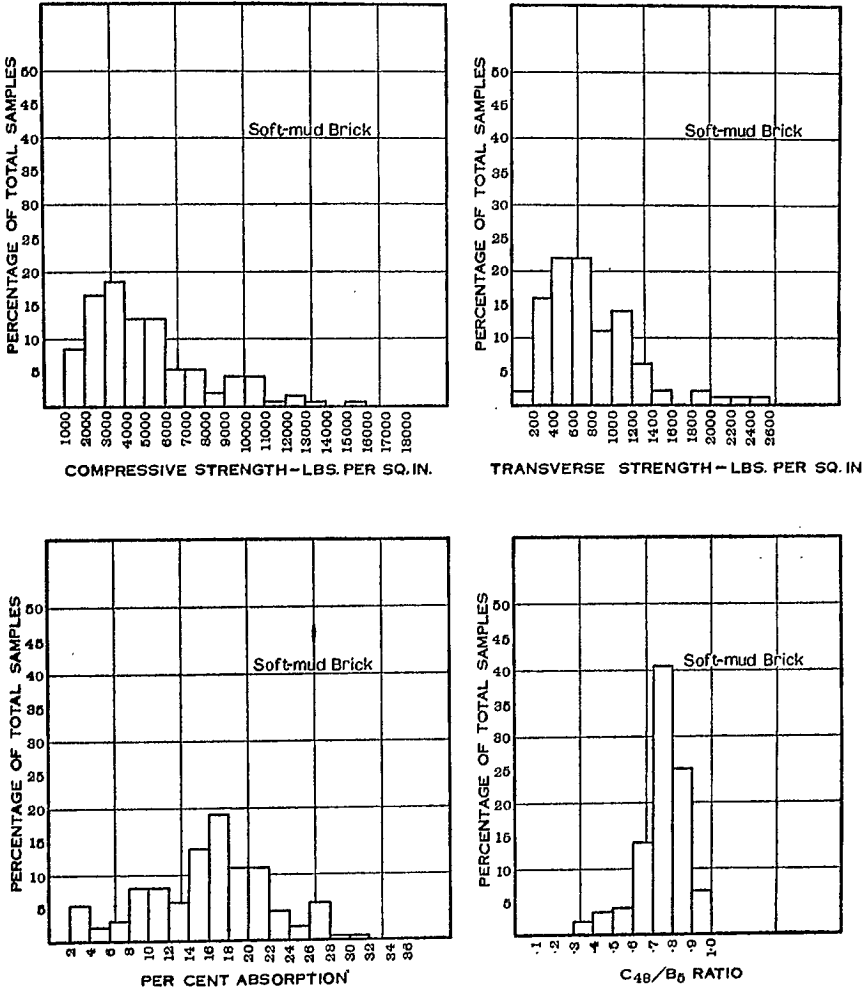 PERCENTAGE OF TOTAL SAMPLES
50
45
40
35
30
25
20
15
10
5
Soft-mud Brick
1000 2000 3000 4000 5000 6000 7000 8000 9000 10000 11000 12000 13000 14000 15000 16000 17000 18000
COMPRESSIVE STRENGTH-LBS. PER SQ. IN.
PERCENTAGE OF TOTAL SAMPLES
50
45
40
35
30
25
20
15
10
5
Soft-mud Brick
200 400 600 800 1000 1200 1400 1600 1800 2000 2200 2400 2600
TRANSVERSE STRENGTH-LBS. PER SQ. IN
PERCENTAGE OF TOTAL SAMPLES
50
45
40
35
30
25
20
15
10
5
Soft-mud Brick
2 4 6 8 10 12 14 16 18 20 22 24 26 28 30 32 34 36
PER CENT ABSORPTION
PERCENTAGE OF TOTAL SAMPLES
50
45
40
35
30
25
20
15
10
5
Soft-mud Brick
.1 .2 .3 .4 .5 .6 .7 .8 .9 1.0
C48/B5 RATIO